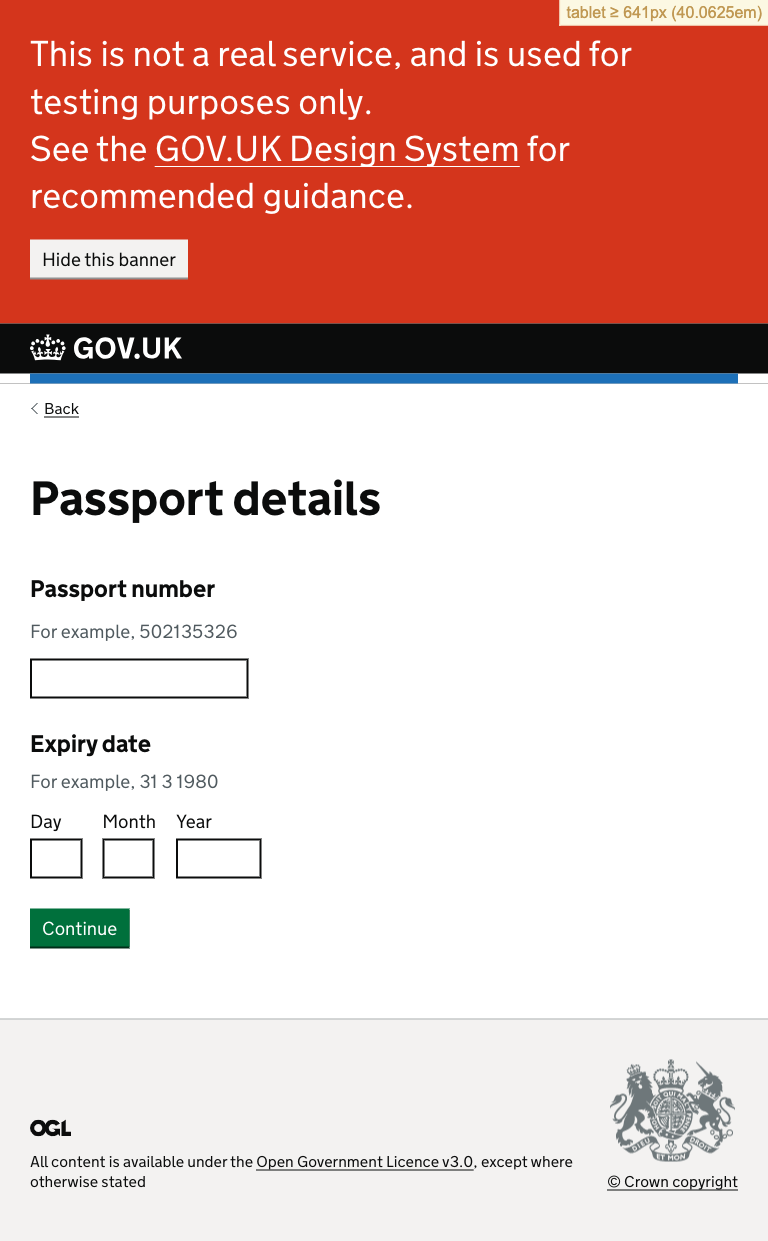 tablet ≥ 641px (40.0625em)
This is not a real service, and is used for
testing purposes only.
See the GOV.UK Design System for
recommended guidance.
Hide this banner
GOV.UK
Back
Passport details
Passport number
For example, 502135326
Expiry date
For example, 31 3 1980
Day Month Year
Continue
OGL
All content is available under the Open Government Licence v3.0, except where
otherwise stated
© Crown copyright